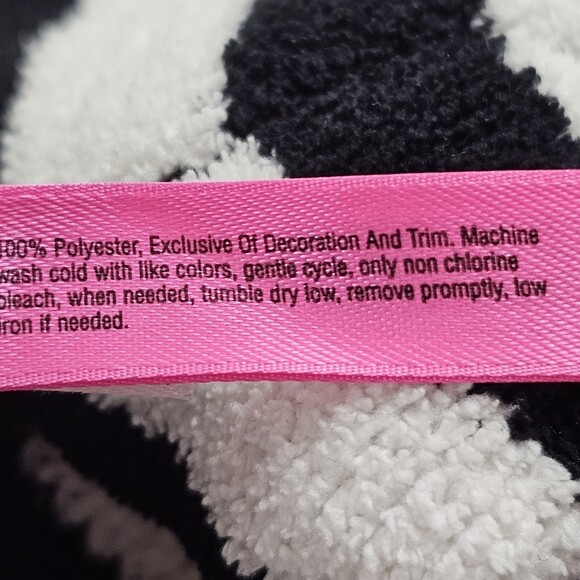 100% Polyester, Exclusive Of Decoration And Trim. Machine
wash cold with like colors, gentle cycle, only non chlorine
bleach, when needed, tumble dry low, remove promptly, low
iron if needed.